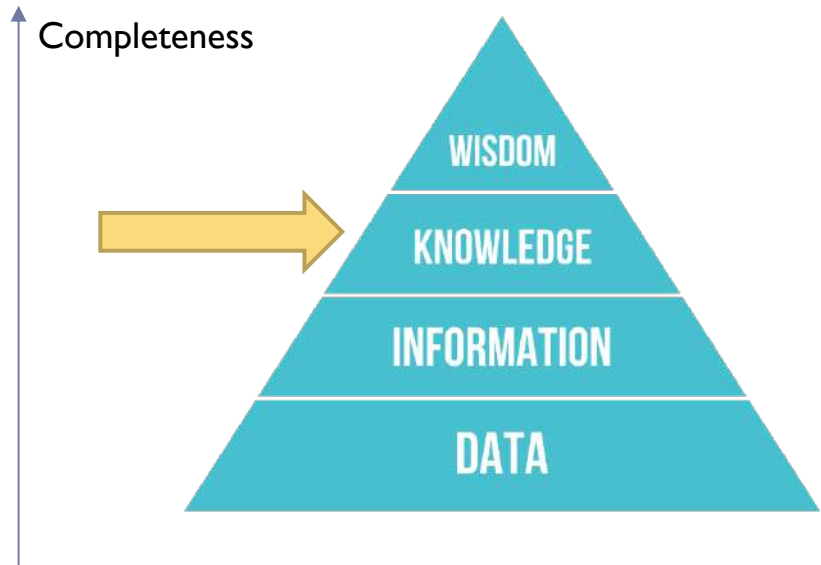 Completeness
WISDOM
KNOWLEDGE
INFORMATION
DATA